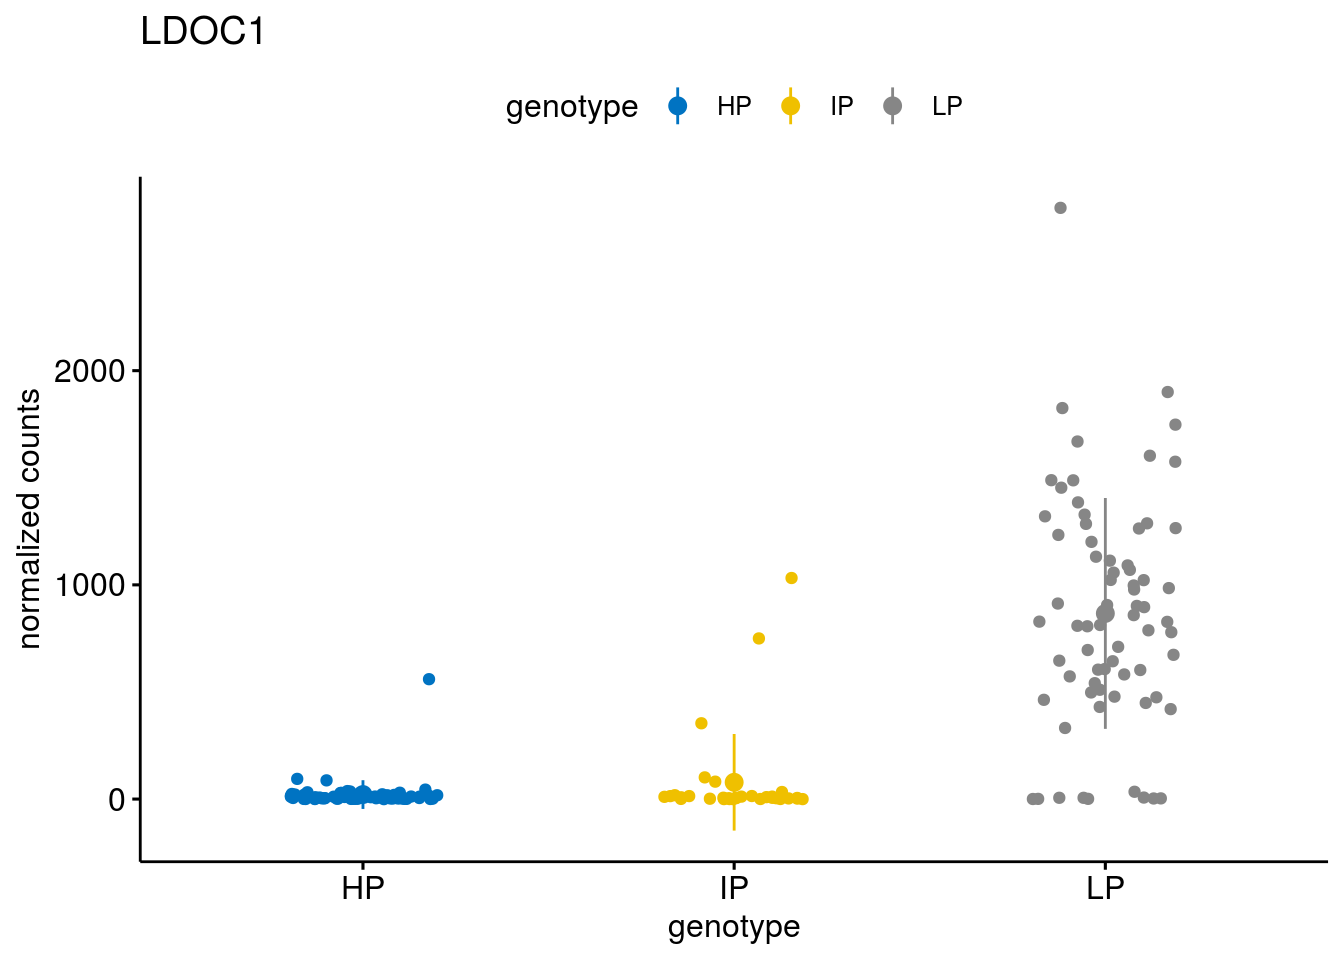 LDOC1
genotype HP IP LP
2000
1000
0
normalized counts
HP IP LP
genotype